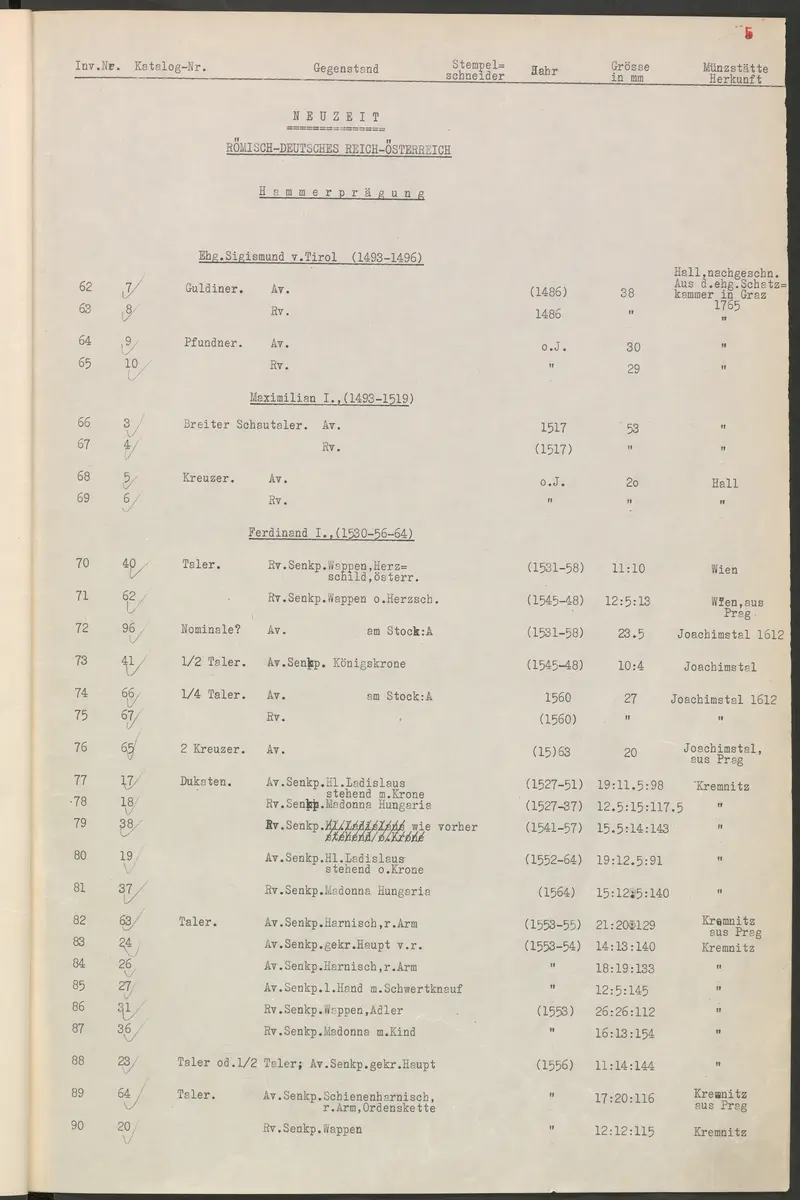 5
Inv.Nr. Katalog-Nr. Gegenstand Stempel=schneider Jahr Grösse in mm Münzstätte Herkunft
NEUZEIT
RÖMISCH-DEUTSCHES REICH-ÖSTERREICH
Hammerprägung
Ehg.Sigismund v.Tirol (1493-1496)
62 7 Guldiner. Av. (1486) 38 Hall,nachgeschn. Aus d.ehg.Schatz=kammer in Graz 1765
63 8 Rv. 1486 " "
64 9 Pfundner. Av. o.J. 30 "
65 10 Rv. " 29 "
Maximilian I.,(1493-1519)
66 3 Breiter Schautaler. Av. 1517 53 "
67 4 Rv. (1517) " "
68 5 Kreuzer. Av. o.J. 2o Hall
69 6 Rv. " " "
Ferdinand I.,(1530-56-64)
70 40 Taler. Rv.Senkp.Wappen,Herz=
schild,österr. (1531-58) 11:10 Wien
71 62 Rv.Senkp.Wappen o.Herzsch. (1545-48) 12:5:13 Wien,aus Prag
72 96 Nominale? Av. am Stock:A (1531-58) 23.5 Joachimstal 1612
73 41 1/2 Taler. Av.Senkp. Königskrone (1545-48) 10:4 Joachimstal
74 66 1/4 Taler. Av. am Stock:A 1560 27 Joachimstal 1612
75 67 Rv. (1560) " "
76 65 2 Kreuzer. Av. (15)63 20 Joachimstal, aus Prag
77 17 Dukaten. Av.Senkp.Hl.Ladislaus
stehend m.Krone (1527-51) 19:11.5:98 Kremnitz
78 18 Rv.Senkp.Madonna Hungaria (1527-37) 12.5:15:117.5 "
79 38 Rv.Senkp. wie vorher (1541-57) 15.5:14:143 "
80 19 Av.Senkp.Hl.Ladislaus
stehend o.Krone (1552-64) 19:12.5:91 "
81 37 Rv.Senkp.Madonna Hungaria (1564) 15:12.5:140 "
82 63 Taler. Av.Senkp.Harnisch,r.Arm (1553-55) 21:20:129 Kremnitz aus Prag
83 24 Av.Senkp.gekr.Haupt v.r. (1553-54) 14:13:140 Kremnitz
84 26 Av.Senkp.Harnisch,r.Arm " 18:19:133 "
85 27 Av.Senkp.l.Hand m.Schwertknauf " 12:5:145 "
86 31 Rv.Senkp.Wappen,Adler (1553) 26:26:112 "
87 36 Rv.Senkp.Madonna m.Kind " 16:13:154 "
88 23 Taler od.1/2 Taler; Av.Senkp.gekr.Haupt (1556) 11:14:144 "
89 64 Taler. Av.Senkp.Schienenharnisch,
r.Arm,Ordenskette " 17:20:116 Kremnitz aus Prag
90 20 Rv.Senkp.Wappen " 12:12:115 Kremnitz